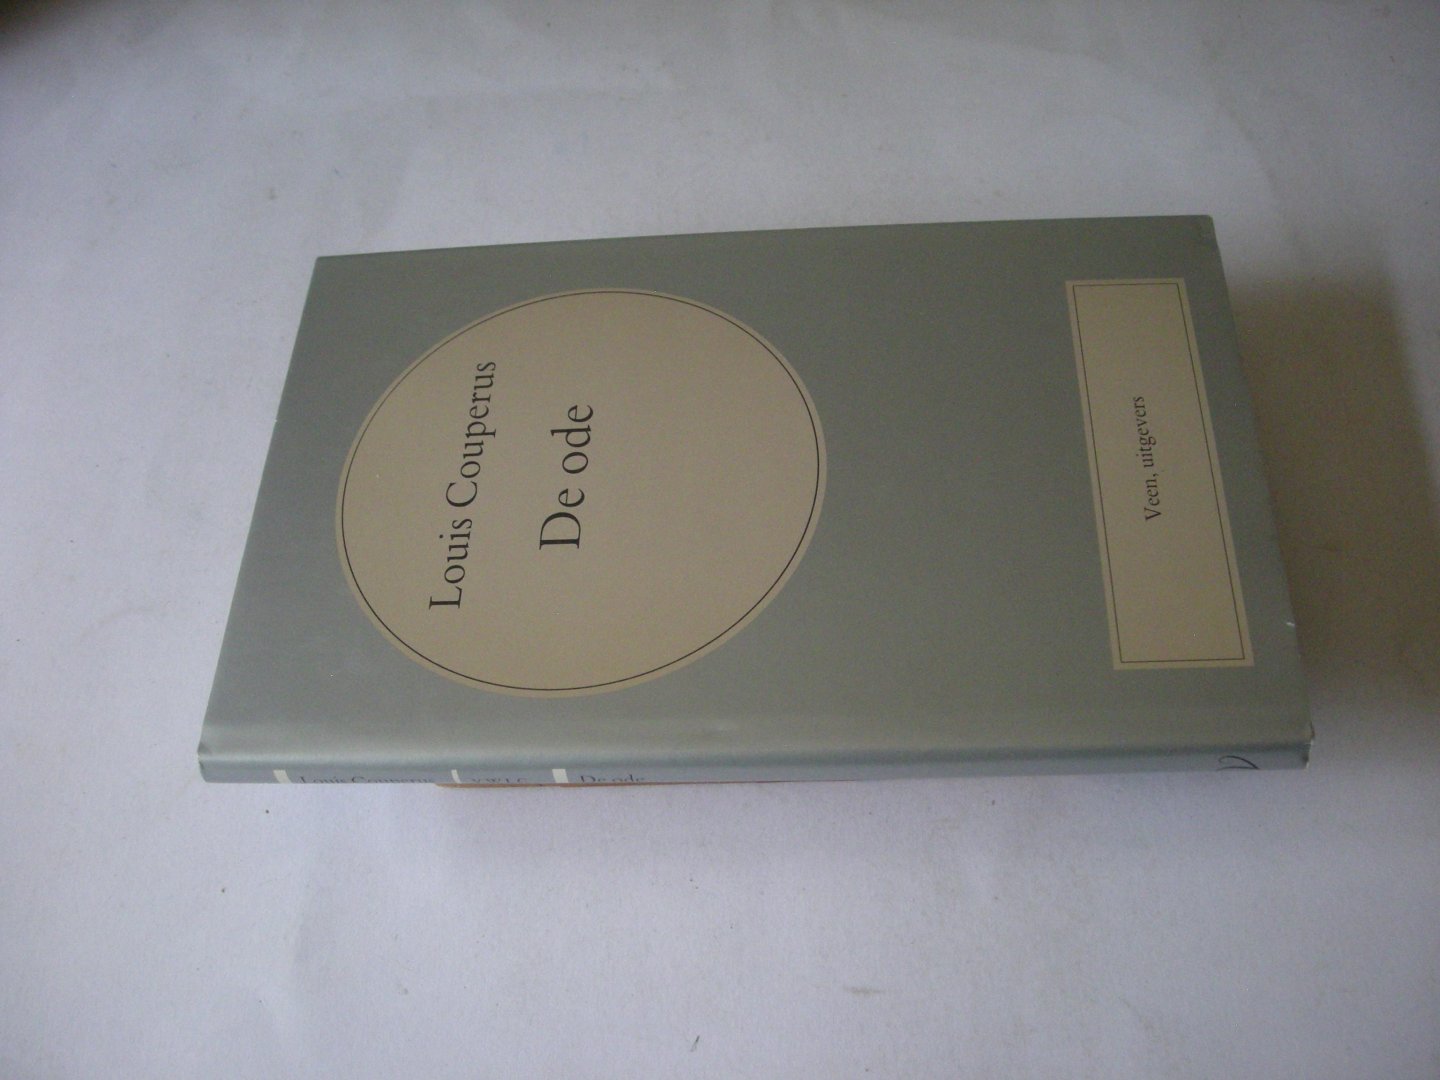 Louis Couperus
De ode
Veen, uitgevers
Louis Couperus
De ode